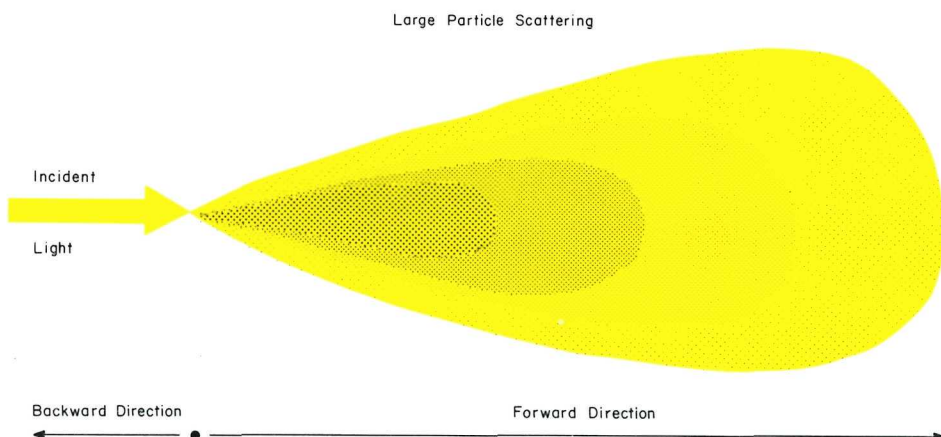 Large Particle Scattering
Incident
Light
Backward Direction
Forward Direction